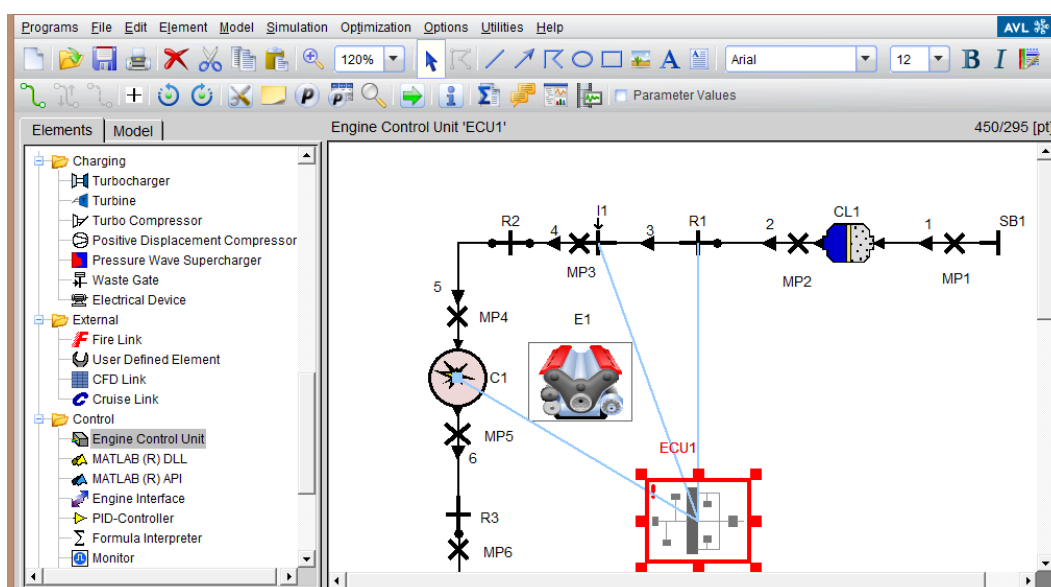 Programs File Edit Element Model Simulation Optimization Options Utilities Help AVL
120% A Arial 12 B I
P P Σ i Parameter Values
Elements Model Engine Control Unit 'ECU1' 450/295 [pt]
Charging
Turbocharger
Turbine
Turbo Compressor
Positive Displacement Compressor
Pressure Wave Supercharger
Waste Gate
Electrical Device
External
Fire Link
User Defined Element
CFD Link
Cruise Link
Control
Engine Control Unit
MATLAB (R) DLL
MATLAB (R) API
Engine Interface
PID-Controller
Formula Interpreter
Monitor
R2 4 I1 3 R1 2 CL1 1 SB1
MP3 MP2 MP1
5
MP4 E1
C1
MP5
6 ECU1
!
R3
MP6